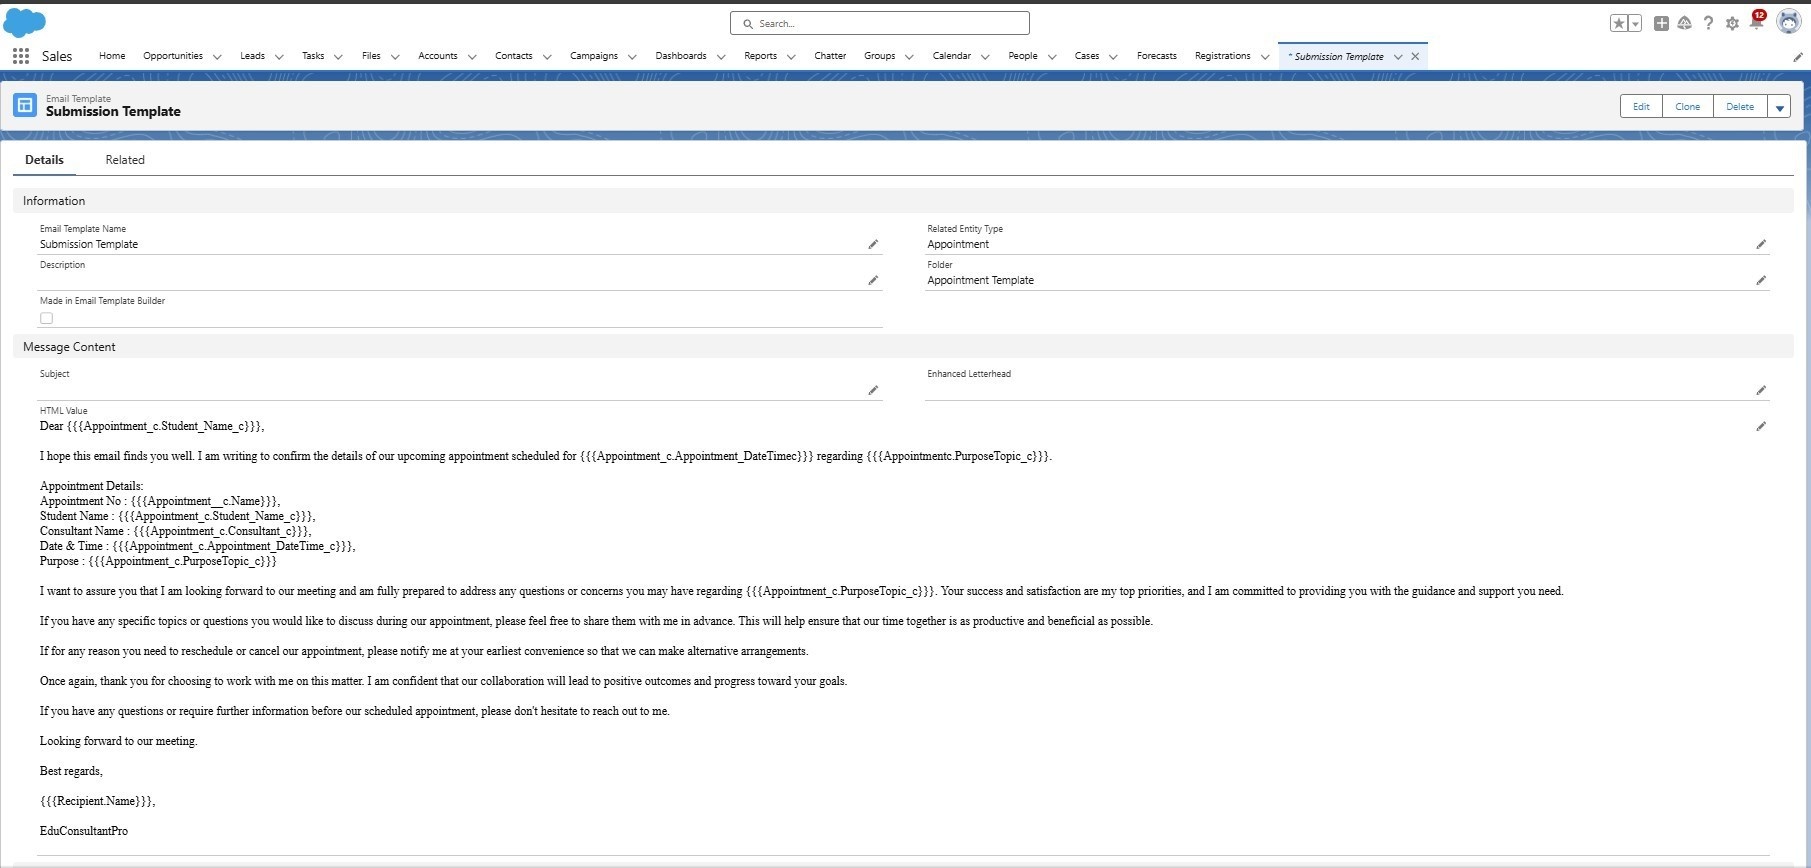 Search...
12
Sales
Home
Opportunities
Leads
Tasks
Files
Accounts
Contacts
Campaigns
Dashboards
Reports
Chatter
Groups
Calendar
People
Cases
Forecasts
Registrations
* Submission Template
Email Template
Submission Template
Edit
Clone
Delete
Details
Related
Information
Email Template Name
Submission Template
Related Entity Type
Appointment
Description
Folder
Appointment Template
Made in Email Template Builder
Message Content
Subject
Enhanced Letterhead
HTML Value
Dear {{{Appointment_c.Student_Name_c}}},
I hope this email finds you well. I am writing to confirm the details of our upcoming appointment scheduled for {{{Appointment_c.Appointment_DateTimec}}} regarding {{{Appointmentc.PurposeTopic_c}}}.
Appointment Details:
Appointment No : {{{Appointment__c.Name}}},
Student Name : {{{Appointment_c.Student_Name_c}}},
Consultant Name : {{{Appointment_c.Consultant_c}}},
Date & Time : {{{Appointment_c.Appointment_DateTime_c}}},
Purpose : {{{Appointment_c.PurposeTopic_c}}}
I want to assure you that I am looking forward to our meeting and am fully prepared to address any questions or concerns you may have regarding {{{Appointment_c.PurposeTopic_c}}}. Your success and satisfaction are my top priorities, and I am committed to providing you with the guidance and support you need.
If you have any specific topics or questions you would like to discuss during our appointment, please feel free to share them with me in advance. This will help ensure that our time together is as productive and beneficial as possible.
If for any reason you need to reschedule or cancel our appointment, please notify me at your earliest convenience so that we can make alternative arrangements.
Once again, thank you for choosing to work with me on this matter. I am confident that our collaboration will lead to positive outcomes and progress toward your goals.
If you have any questions or require further information before our scheduled appointment, please don't hesitate to reach out to me.
Looking forward to our meeting.
Best regards,
{{{Recipient.Name}}},
EduConsultantPro